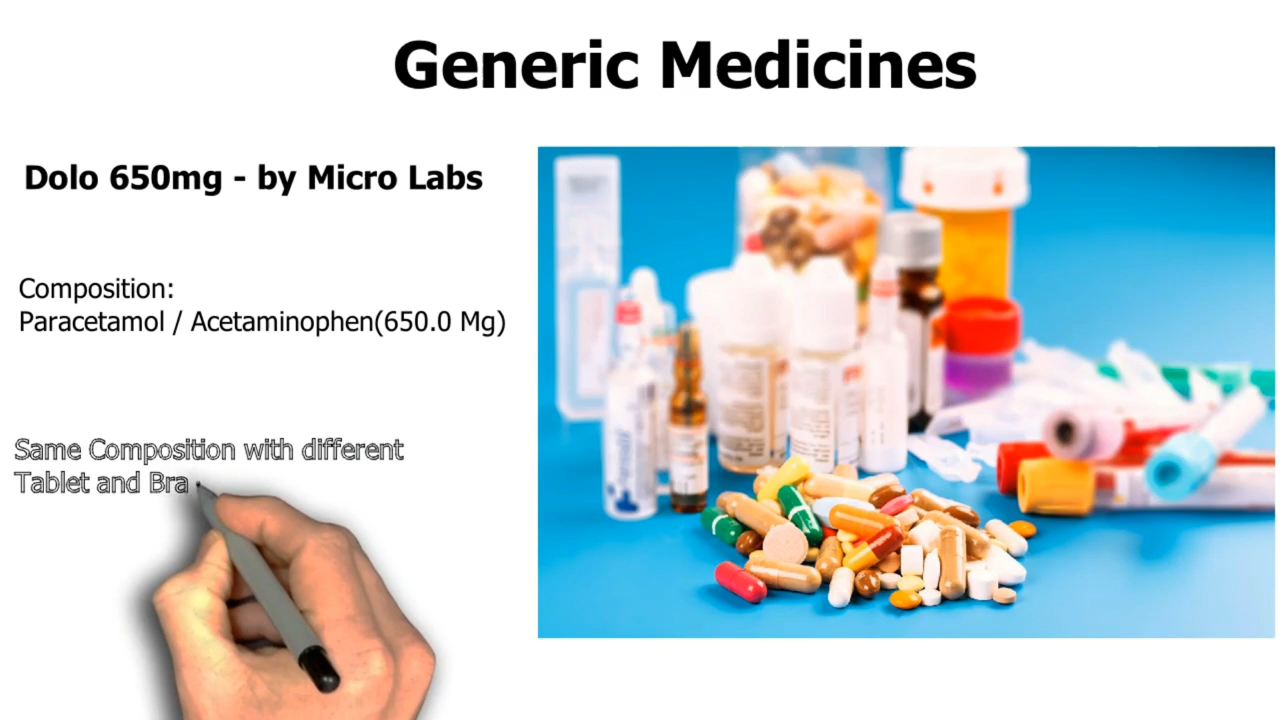 Generic Medicines
Dolo 650mg - by Micro Labs
Composition:
Paracetamol / Acetaminophen(650.0 Mg)
Same Composition with different
Tablet and Bra